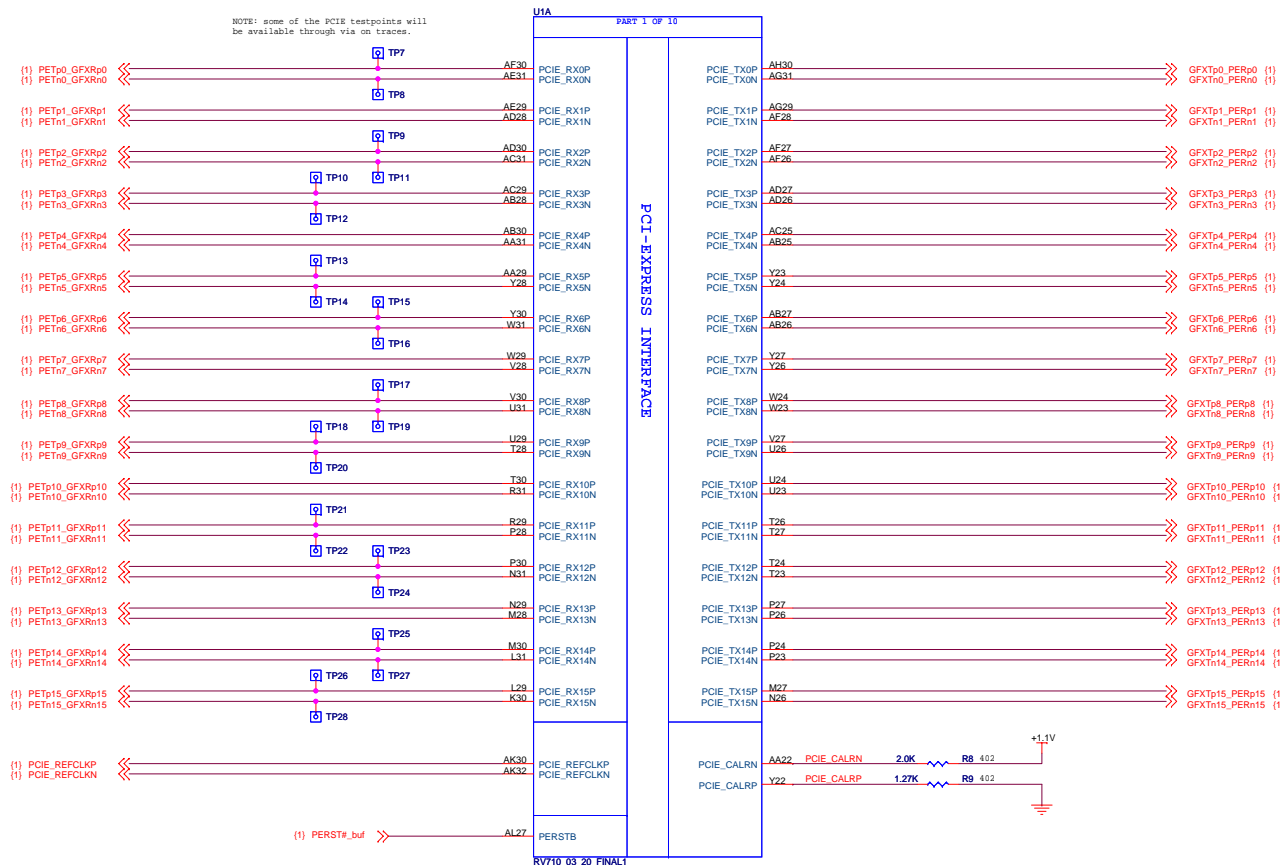 U1A
NOTE: some of the PCIE testpoints will
be available through via on traces.
PART 1 OF 10
TP7
{1} PETp0_GFXRp0 AF30 PCIE_RX0P PCIE_TX0P AH30 GFXTp0_PERp0 {1}
{1} PETn0_GFXRn0 AE31 PCIE_RX0N PCIE_TX0N AG31 GFXTn0_PERn0 {1}
TP8
{1} PETp1_GFXRp1 AE29 PCIE_RX1P PCIE_TX1P AG29 GFXTp1_PERp1 {1}
{1} PETn1_GFXRn1 AD28 PCIE_RX1N PCIE_TX1N AF28 GFXTn1_PERn1 {1}
TP9
{1} PETp2_GFXRp2 AD30 PCIE_RX2P PCIE_TX2P AF27 GFXTp2_PERp2 {1}
{1} PETn2_GFXRn2 AC31 PCIE_RX2N PCIE_TX2N AF26 GFXTn2_PERn2 {1}
TP10 TP11
{1} PETp3_GFXRp3 AC29 PCIE_RX3P PCIE_TX3P AD27 GFXTp3_PERp3 {1}
{1} PETn3_GFXRn3 AB28 PCIE_RX3N PCIE_TX3N AD26 GFXTn3_PERn3 {1}
TP12
{1} PETp4_GFXRp4 AB30 PCIE_RX4P PCIE_TX4P AC25 GFXTp4_PERp4 {1}
{1} PETn4_GFXRn4 AA31 PCIE_RX4N PCIE_TX4N AB25 GFXTn4_PERn4 {1}
TP13
{1} PETp5_GFXRp5 AA29 PCIE_RX5P PCIE_TX5P Y23 GFXTp5_PERp5 {1}
{1} PETn5_GFXRn5 Y28 PCIE_RX5N PCIE_TX5N Y24 GFXTn5_PERn5 {1}
TP14 TP15
{1} PETp6_GFXRp6 Y30 PCIE_RX6P PCIE_TX6P AB27 GFXTp6_PERp6 {1}
{1} PETn6_GFXRn6 W31 PCIE_RX6N PCIE_TX6N AB26 GFXTn6_PERn6 {1}
TP16
{1} PETp7_GFXRp7 W29 PCIE_RX7P PCIE_TX7P Y27 GFXTp7_PERp7 {1}
{1} PETn7_GFXRn7 V28 PCIE_RX7N PCIE_TX7N Y26 GFXTn7_PERn7 {1}
TP17
{1} PETp8_GFXRp8 V30 PCIE_RX8P PCIE_TX8P W24 GFXTp8_PERp8 {1}
{1} PETn8_GFXRn8 U31 PCIE_RX8N PCIE_TX8N W23 GFXTn8_PERn8 {1}
TP18 TP19
{1} PETp9_GFXRp9 U29 PCIE_RX9P PCIE_TX9P V27 GFXTp9_PERp9 {1}
{1} PETn9_GFXRn9 T28 PCIE_RX9N PCIE_TX9N U26 GFXTn9_PERn9 {1}
TP20
{1} PETp10_GFXRp10 T30 PCIE_RX10P PCIE_TX10P U24 GFXTp10_PERp10 {1
{1} PETn10_GFXRn10 R31 PCIE_RX10N PCIE_TX10N U23 GFXTn10_PERn10 {1
TP21
{1} PETp11_GFXRp11 R29 PCIE_RX11P PCIE_TX11P T26 GFXTp11_PERp11 {1
{1} PETn11_GFXRn11 P28 PCIE_RX11N PCIE_TX11N T27 GFXTn11_PERn11 {1
TP22 TP23
{1} PETp12_GFXRp12 P30 PCIE_RX12P PCIE_TX12P T24 GFXTp12_PERp12 {1
{1} PETn12_GFXRn12 N31 PCIE_RX12N PCIE_TX12N T23 GFXTn12_PERn12 {1
TP24
{1} PETp13_GFXRp13 N29 PCIE_RX13P PCIE_TX13P P27 GFXTp13_PERp13 {1
{1} PETn13_GFXRn13 M28 PCIE_RX13N PCIE_TX13N P26 GFXTn13_PERn13 {1
TP25
{1} PETp14_GFXRp14 M30 PCIE_RX14P PCIE_TX14P P24 GFXTp14_PERp14 {1
{1} PETn14_GFXRn14 L31 PCIE_RX14N PCIE_TX14N P23 GFXTn14_PERn14 {1
TP26 TP27
{1} PETp15_GFXRp15 L29 PCIE_RX15P PCIE_TX15P M27 GFXTp15_PERp15 {1
{1} PETn15_GFXRn15 K30 PCIE_RX15N PCIE_TX15N N26 GFXTn15_PERn15 {1
TP28
PCI-EXPRESS INTERFACE
+1.1V
{1} PCIE_REFCLKP AK30 PCIE_REFCLKP PCIE_CALRN AA22 PCIE_CALRN 2.0K R8 402
{1} PCIE_REFCLKN AK32 PCIE_REFCLKN
PCIE_CALRP Y22 PCIE_CALRP 1.27K R9 402
{1} PERST#_buf AL27 PERSTB
RV710_03_20_FINAL1